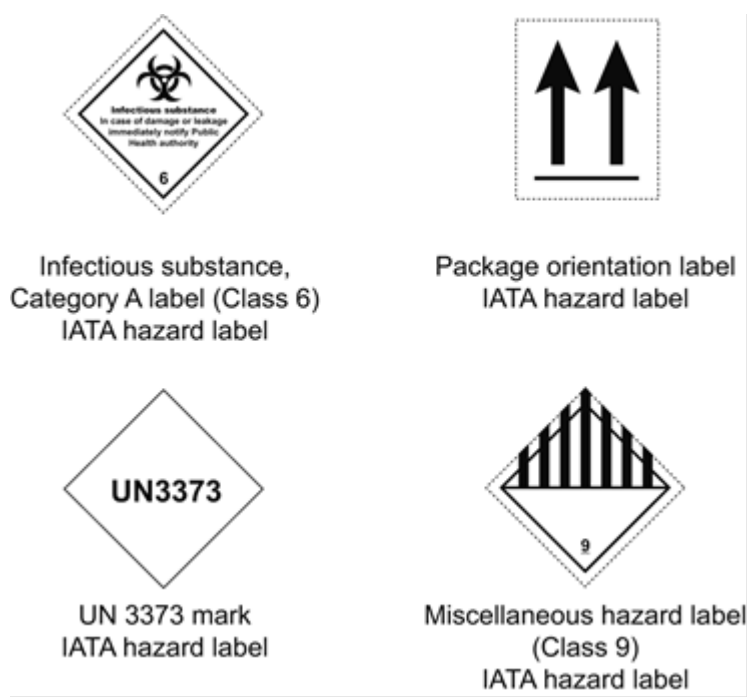 Infectious substance
In case of damage or leakage
immediately notify Public
Health authority
6
Infectious substance,
Category A label (Class 6)
IATA hazard label
Package orientation label
IATA hazard label
UN3373
UN 3373 mark
IATA hazard label
9
Miscellaneous hazard label
(Class 9)
IATA hazard label